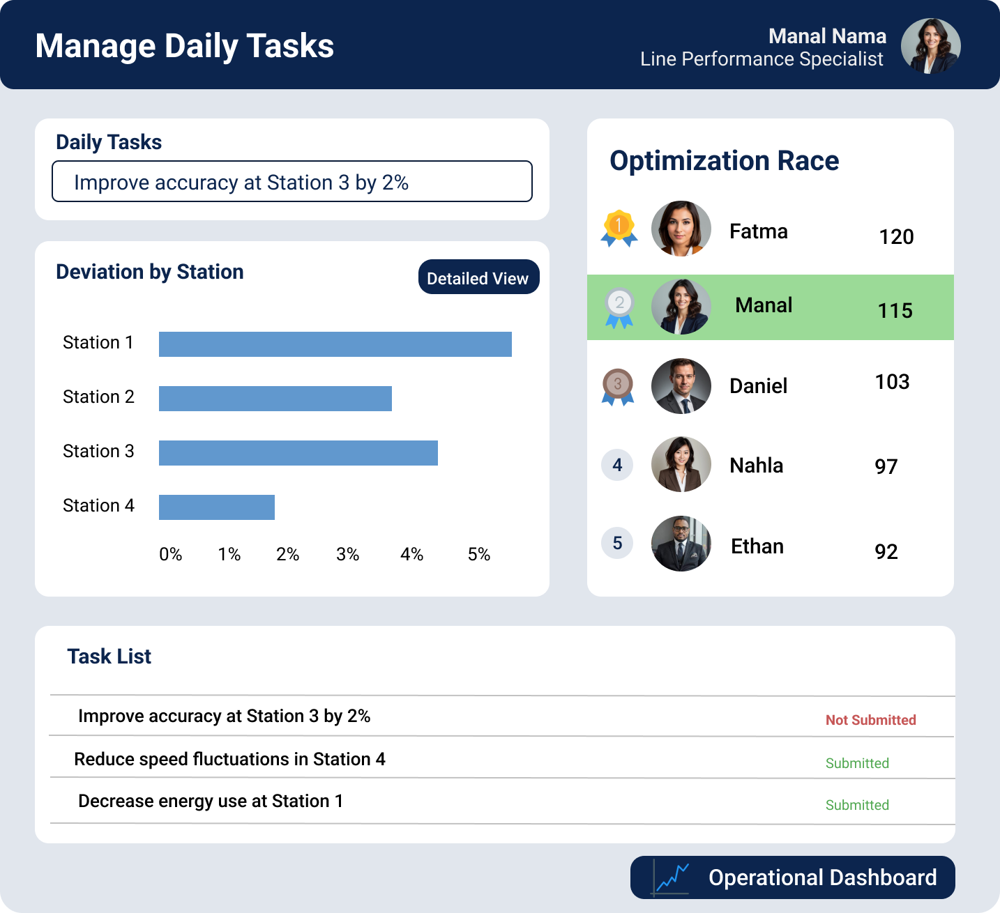 Manage Daily Tasks
Manal Nama
Line Performance Specialist
Daily Tasks
Improve accuracy at Station 3 by 2%
Deviation by Station
Detailed View
Station 1
Station 2
Station 3
Station 4
0% 1% 2% 3% 4% 5%
Optimization Race
1 Fatma 120
2 Manal 115
3 Daniel 103
4 Nahla 97
5 Ethan 92
Task List
Improve accuracy at Station 3 by 2% Not Submitted
Reduce speed fluctuations in Station 4 Submitted
Decrease energy use at Station 1 Submitted
Operational Dashboard